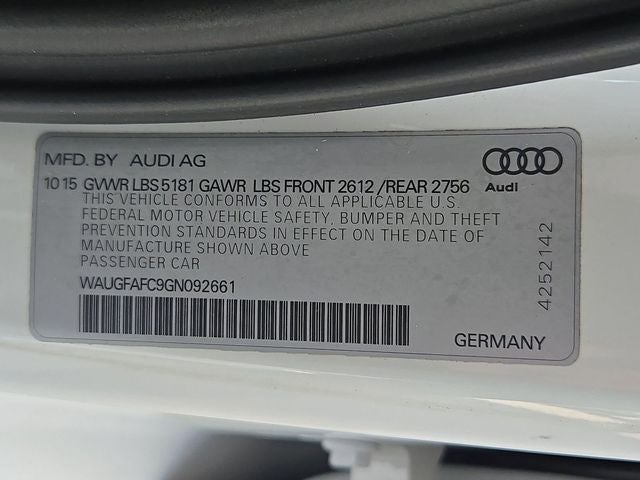 MFD. BY AUDI AG
10 15 GVWR LBS 5181 GAWR LBS FRONT 2612 / REAR 2756 Audi
THIS VEHICLE CONFORMS TO ALL APPLICABLE U.S.
FEDERAL MOTOR VEHICLE SAFETY, BUMPER AND THEFT
PREVENTION STANDARDS IN EFFECT ON THE DATE OF
MANUFACTURE SHOWN ABOVE
PASSENGER CAR
WAUGFAFC9GN092661
GERMANY
4252142